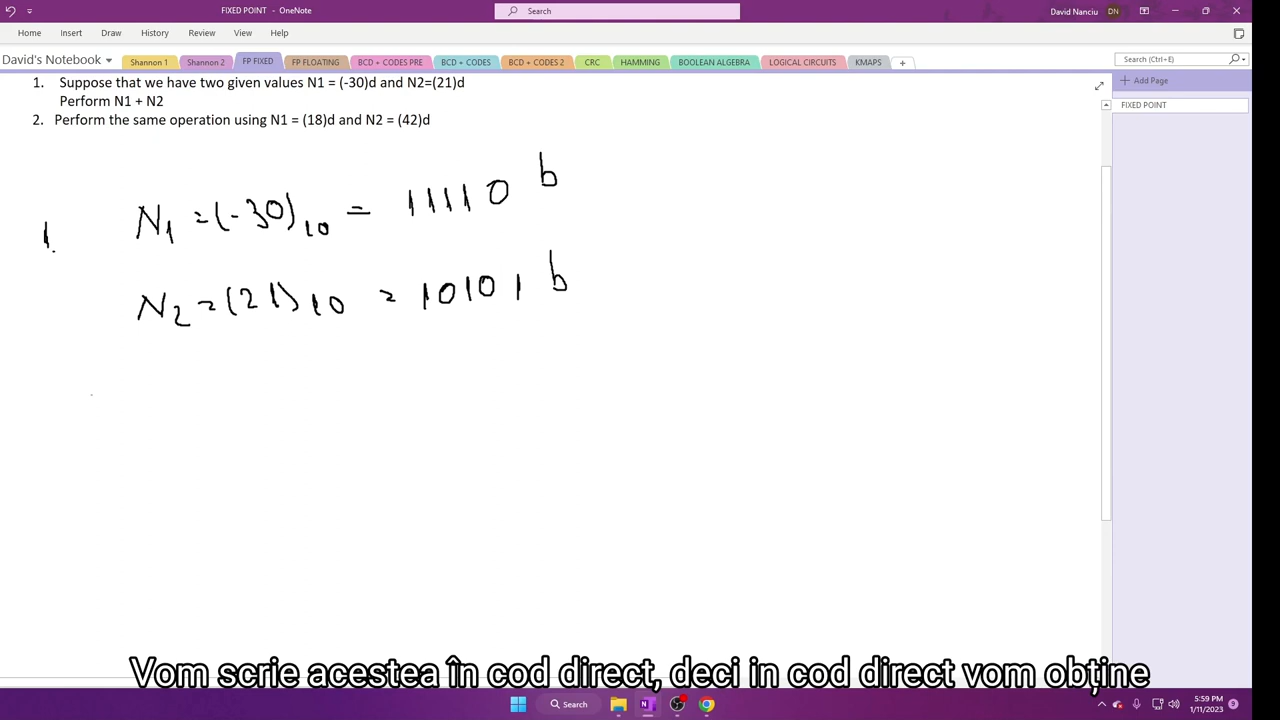 FIXED POINT - OneNote
Search
David Nanciu DN
Home Insert Draw History Review View Help
David's Notebook
Shannon 1 Shannon 2 FP FIXED FP FLOATING BCD + CODES PRE BCD + CODES BCD + CODES 2 CRC HAMMING BOOLEAN ALGEBRA LOGICAL CIRCUITS KMAPS
Search (Ctrl+E)
Add Page
FIXED POINT
1. Suppose that we have two given values N1 = (-30)d and N2=(21)d
Perform N1 + N2
2. Perform the same operation using N1 = (18)d and N2 = (42)d
1. N1 = (-30)10 = 11110 b
N2 = (21)10 = 10101 b
Vom scrie acestea în cod direct, deci in cod direct vom obține
Search
5:59 PM
1/11/2023